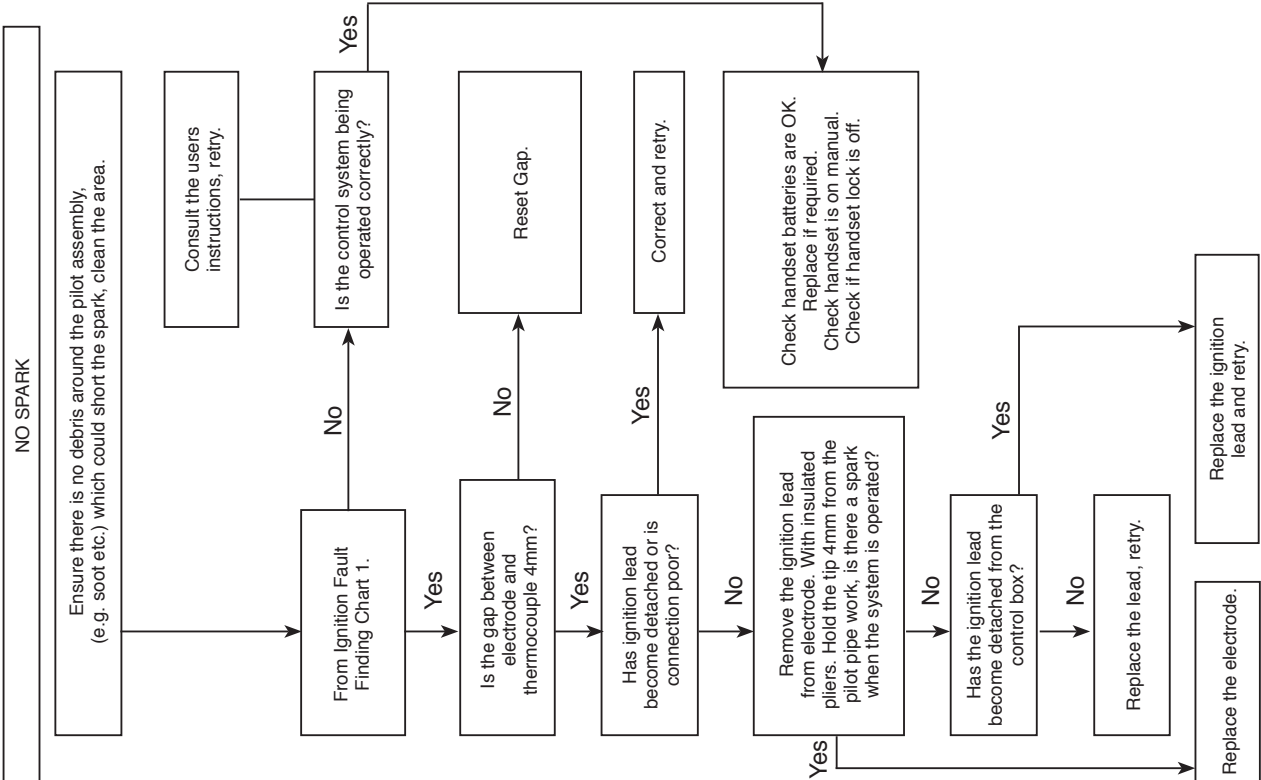 NO SPARK
Ensure there is no debris around the pilot assembly,
(e.g. soot etc.) which could short the spark, clean the area.
Consult the users
instructions, retry.
From Ignition Fault
Finding Chart 1.
No
Is the control system being
operated correctly?
Yes
Yes
Is the gap between
electrode and
thermocouple 4mm?
No
Reset Gap.
Yes
Has ignition lead
become detached or is
connection poor?
Yes
Correct and retry.
No
Remove the ignition lead
from electrode. With insulated
pliers. Hold the tip 4mm from the
pilot pipe work, is there a spark
when the system is operated?
Check handset batteries are OK.
Replace if required.
Check handset is on manual.
Check if handset lock is off.
Yes
No
Has the ignition lead
become detached from the
control box?
Yes
No
Replace the lead, retry.
Replace the electrode.
Replace the ignition
lead and retry.